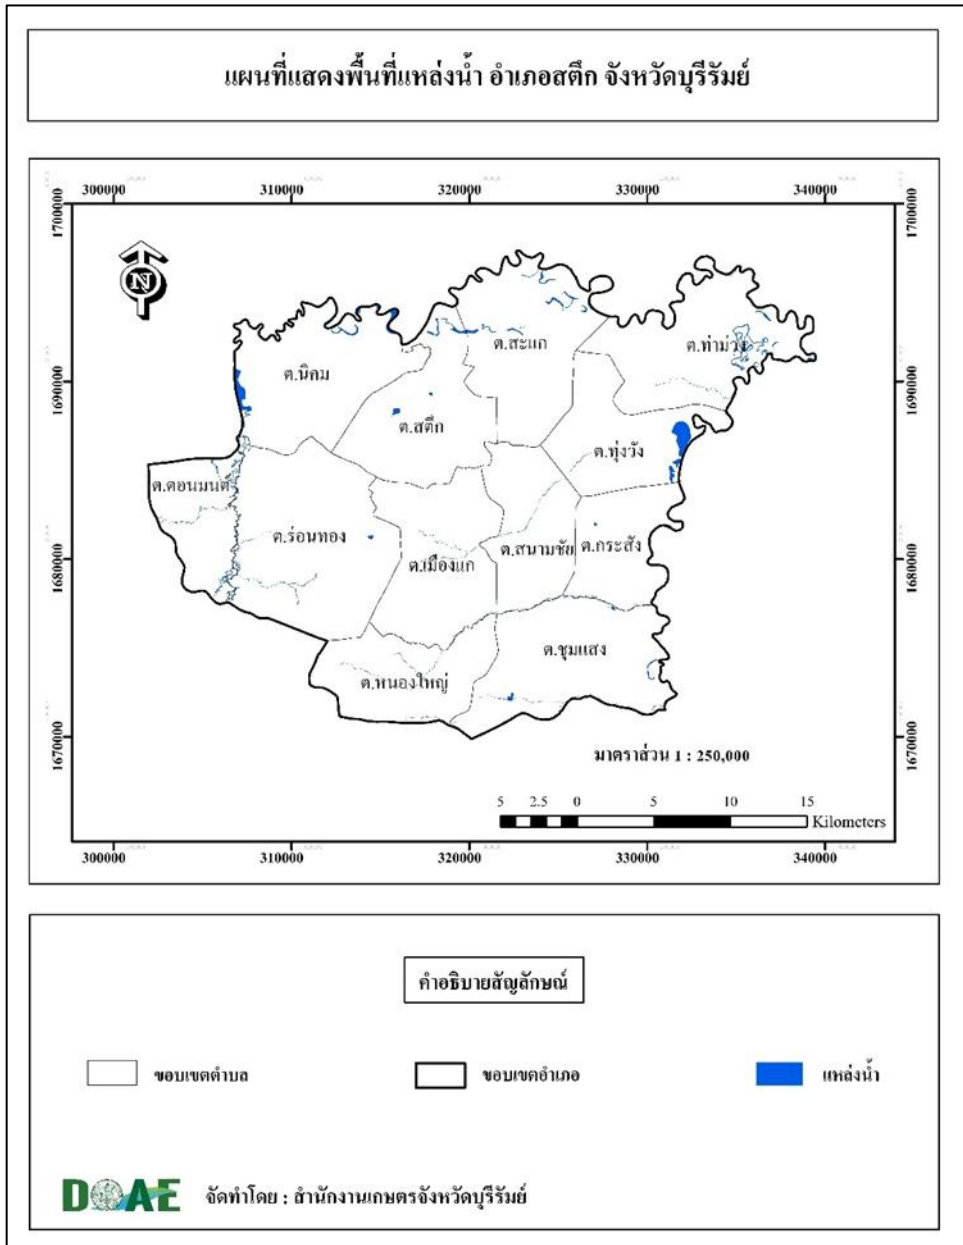 แผนที่แสดงพื้นที่แหล่งน้ำ อำเภอสตึก จังหวัดบุรีรัมย์
300000 310000 320000 330000 340000
1700000 1700000
N
ต.สะแก
ต.ท่าม่วง
ต.นิคม
1690000 1690000
ต.สตึก
ต.ทุ่งวัง
ต.ดอนมนต์
ต.ร่อนทอง
ต.สนามชัย
ต.กระสัง
ต.เมืองแก
1680000 1680000
ต.ชุมแสง
ต.หนองใหญ่
1670000 1670000
มาตราส่วน 1 : 250,000
5 2.5 0 5 10 15
Kilometers
300000 310000 320000 330000 340000
คำอธิบายสัญลักษณ์
ขอบเขตตำบล
ขอบเขตอำเภอ
แหล่งน้ำ
DOAE จัดทำโดย : สำนักงานเกษตรจังหวัดบุรีรัมย์